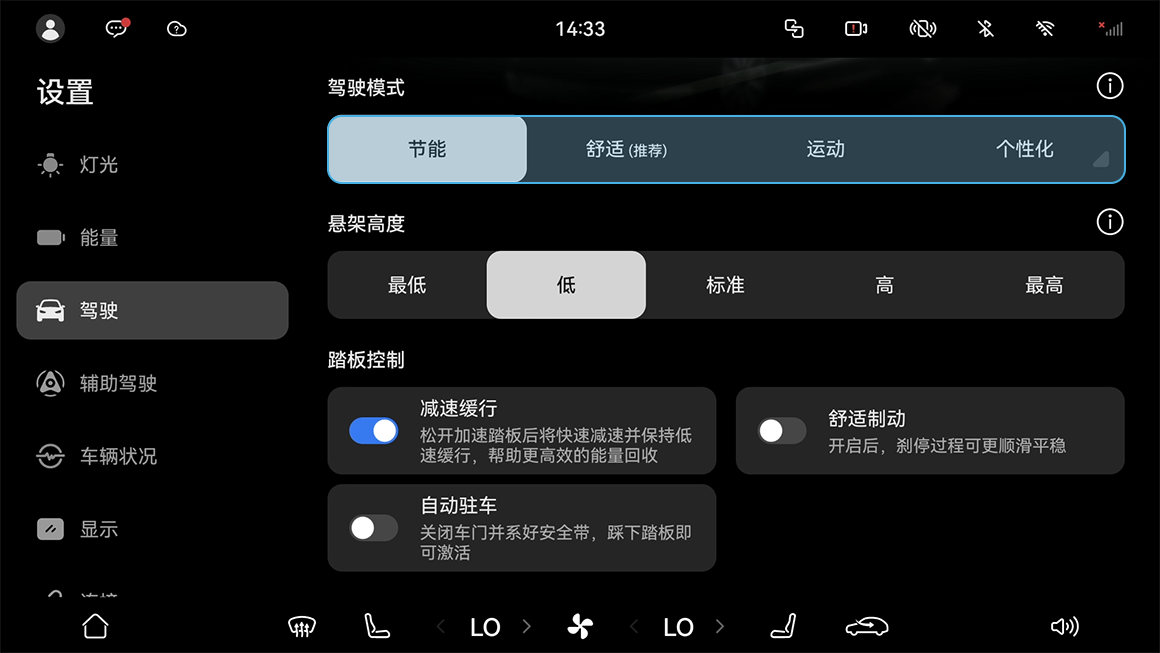 14:33
设置
灯光
能量
驾驶
辅助驾驶
车辆状况
显示
驾驶模式
节能
舒适 (推荐)
运动
个性化
悬架高度
最低
低
标准
高
最高
踏板控制
减速缓行
松开加速踏板后将快速减速并保持低
速缓行，帮助更高效的能量回收
舒适制动
开启后，刹停过程可更顺滑平稳
自动驻车
关闭车门并系好安全带，踩下踏板即
可激活
LO
LO